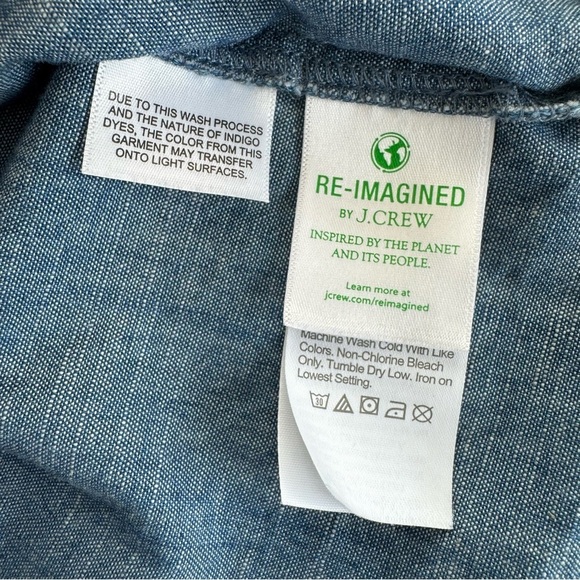 DUE TO THIS WASH PROCESS
AND THE NATURE OF INDIGO
DYES, THE COLOR FROM THIS
GARMENT MAY TRANSFER
ONTO LIGHT SURFACES.
RE-IMAGINED
BY J.CREW
INSPIRED BY THE PLANET
AND ITS PEOPLE.
Learn more at
jcrew.com/reimagined
Machine Wash Cold With Like
Colors. Non-Chlorine Bleach
Only. Tumble Dry Low. Iron on
Lowest Setting.
30